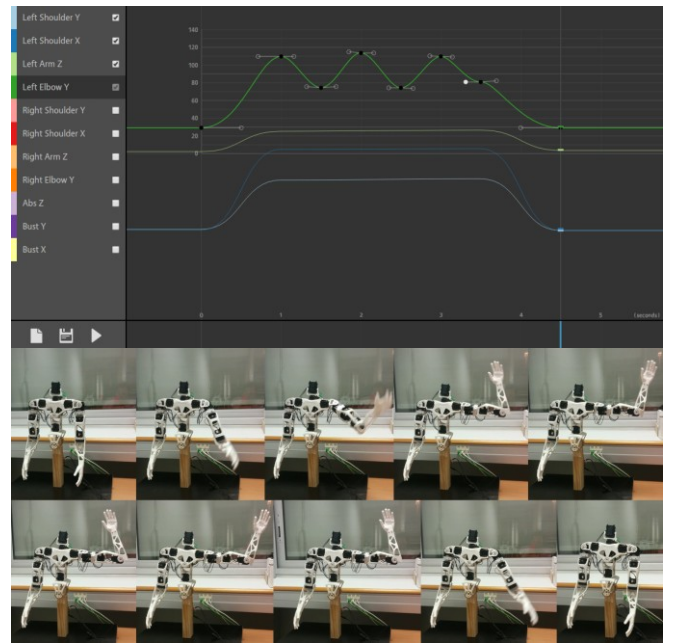 Left Shoulder Y
Left Shoulder X
Left Arm Z
Left Elbow Y
Right Shoulder Y
Right Shoulder X
Right Arm Z
Right Elbow Y
Abs Z
Bust Y
Bust X
140
120
100
80
60
40
20
0
0 1 2 3 4 5 (seconds)